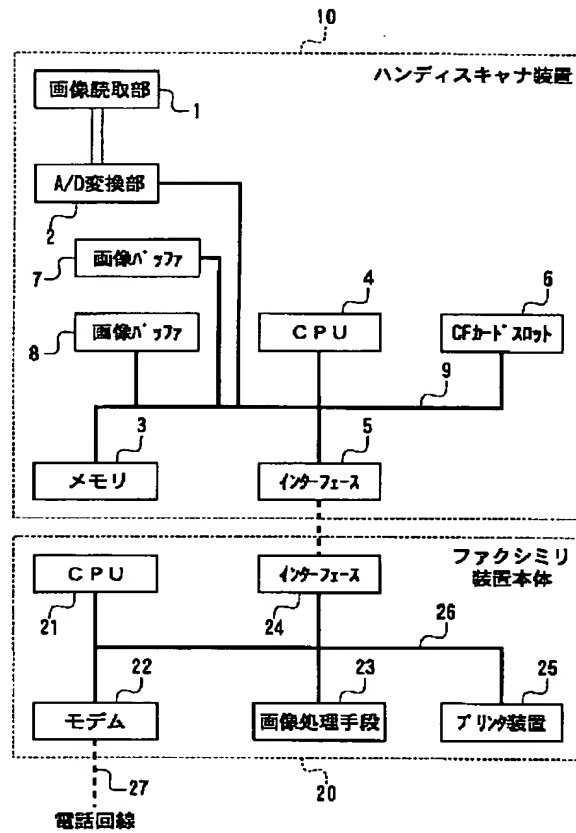 10
ハンディスキャナ装置
画像読取部
1
A/D変換部
2
7
画像バッファ
4
6
8
画像バッファ
CPU
CFカードスロット
9
3
5
メモリ
インターフェース
ファクシミリ
装置本体
CPU
インターフェース
21
24
26
22
23
25
モデム
画像処理手段
プリンタ装置
27
20
電話回線